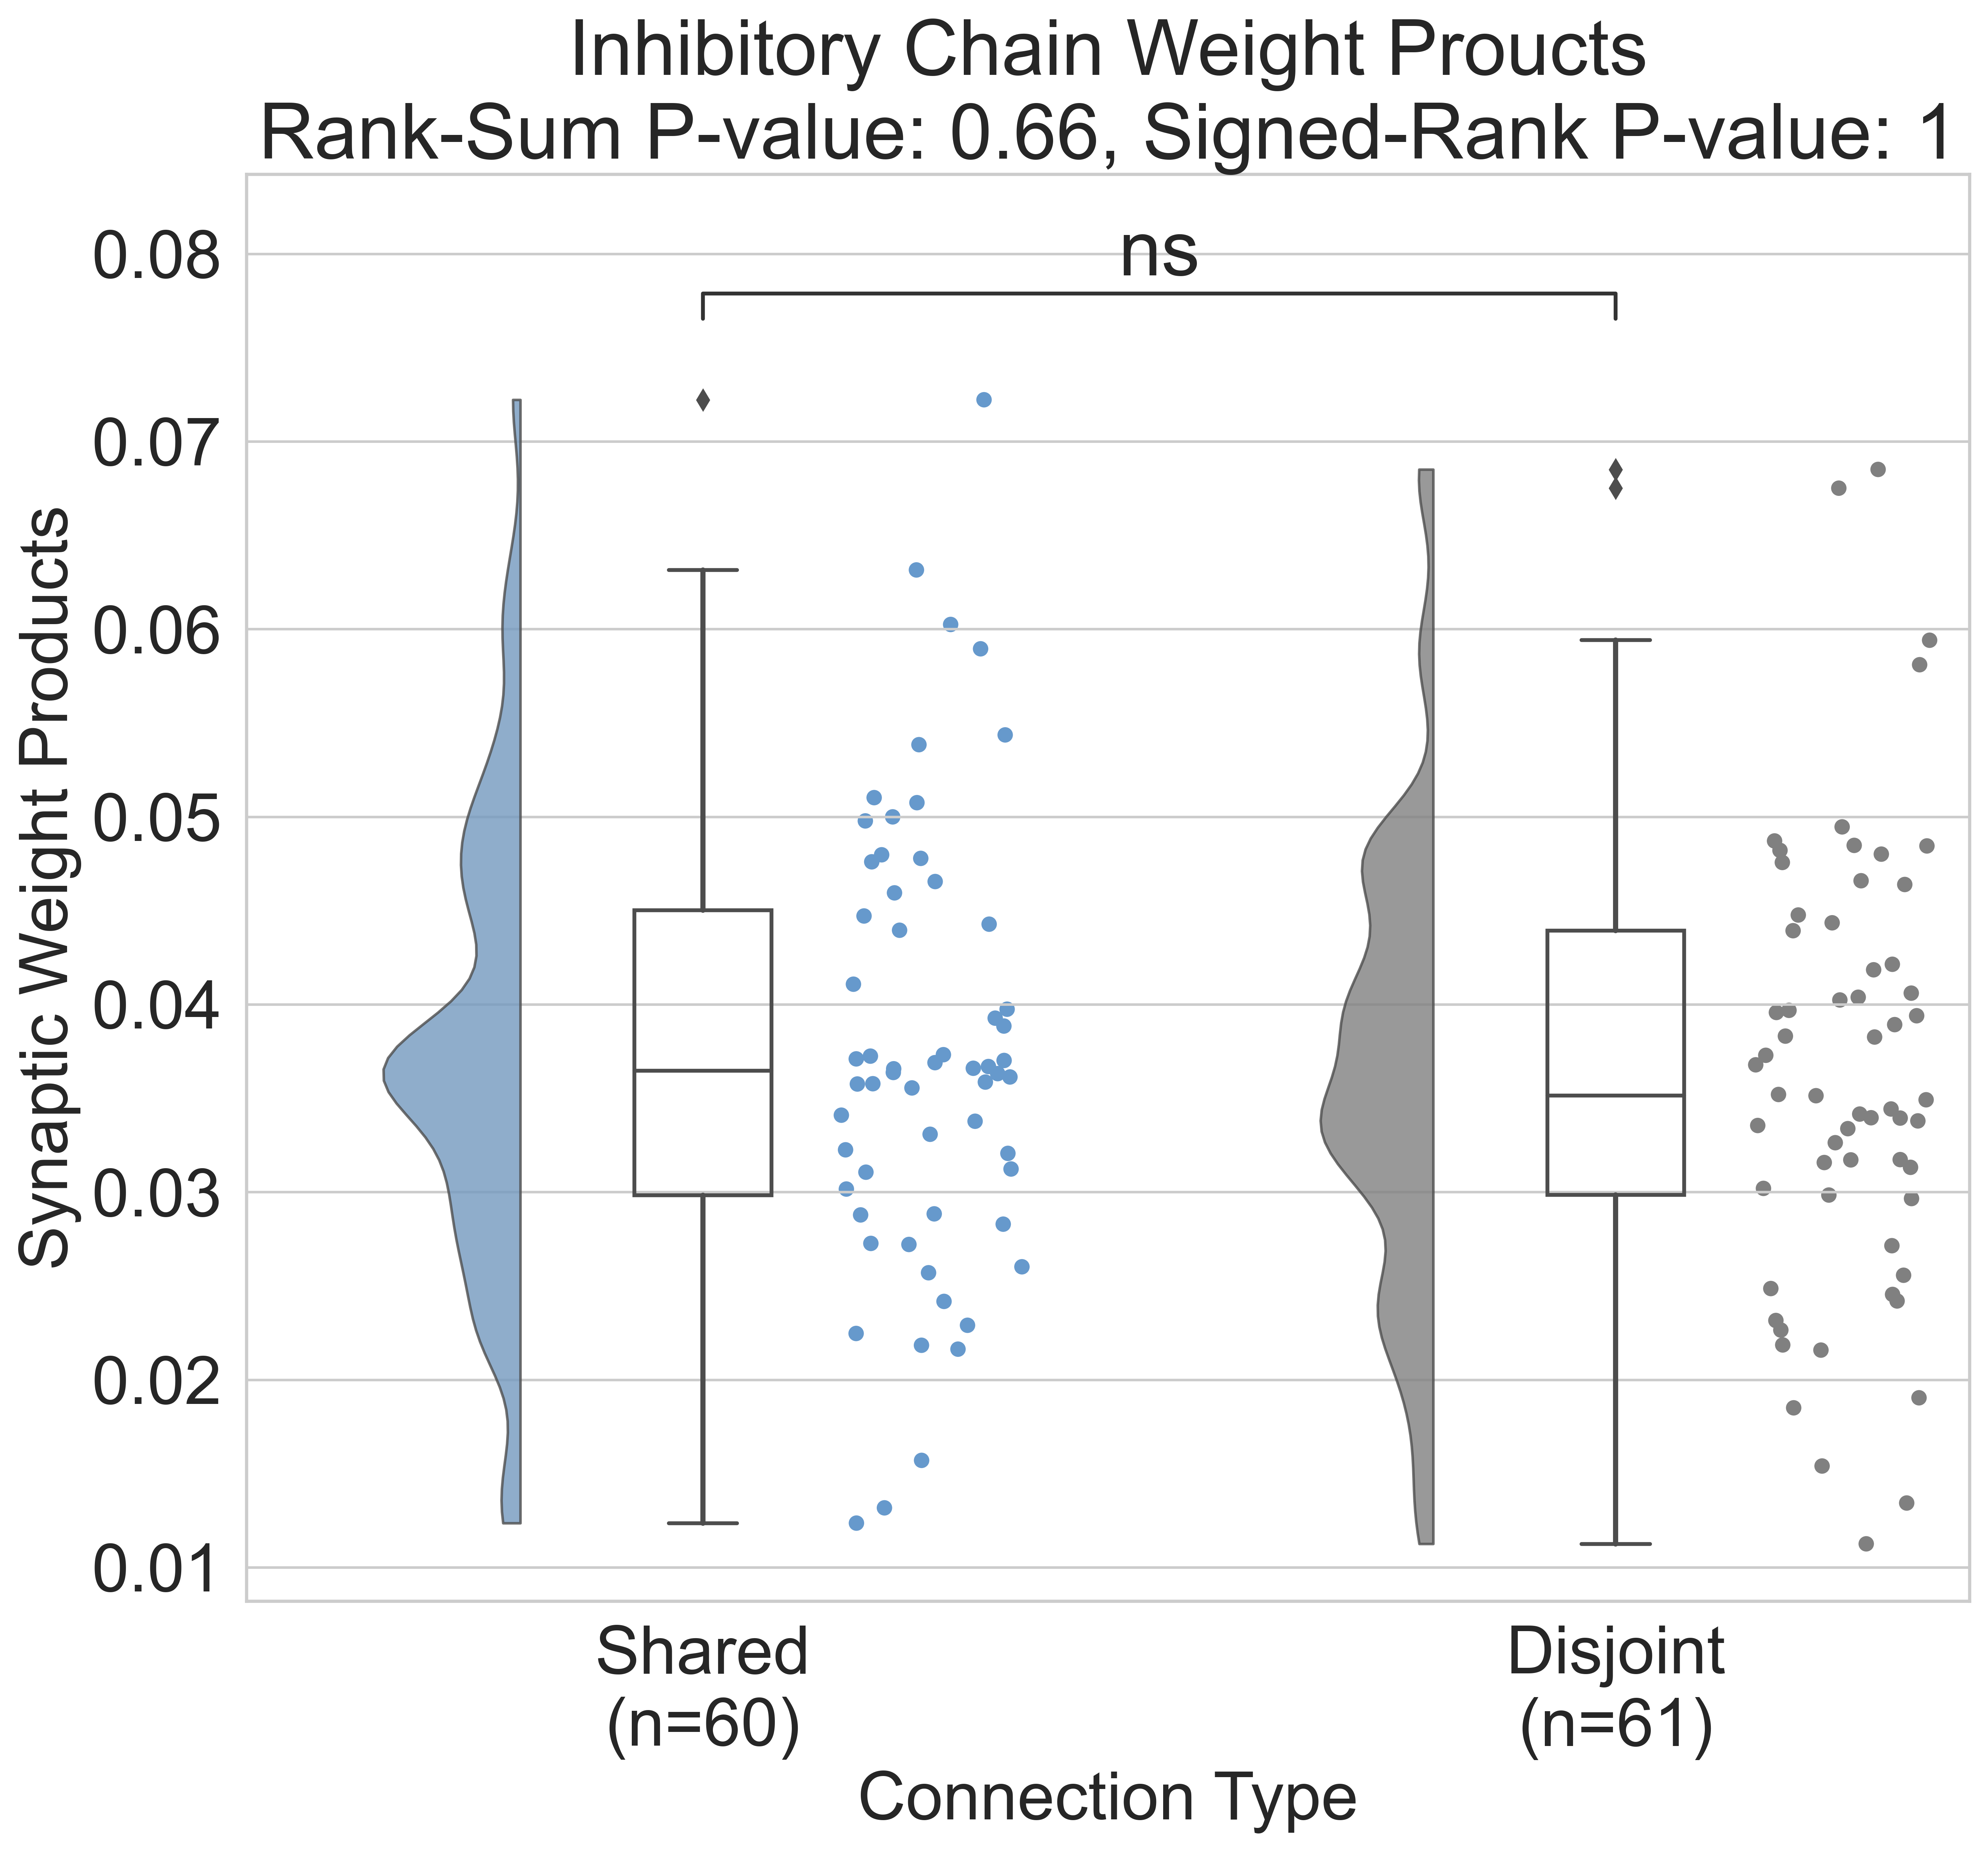 Inhibitory Chain Weight Proucts
Rank-Sum P-value: 0.66, Signed-Rank P-value: 1
ns
0.08
0.07
0.06
0.05
0.04
0.03
0.02
0.01
Synaptic Weight Products
Shared
(n=60)
Disjoint
(n=61)
Connection Type